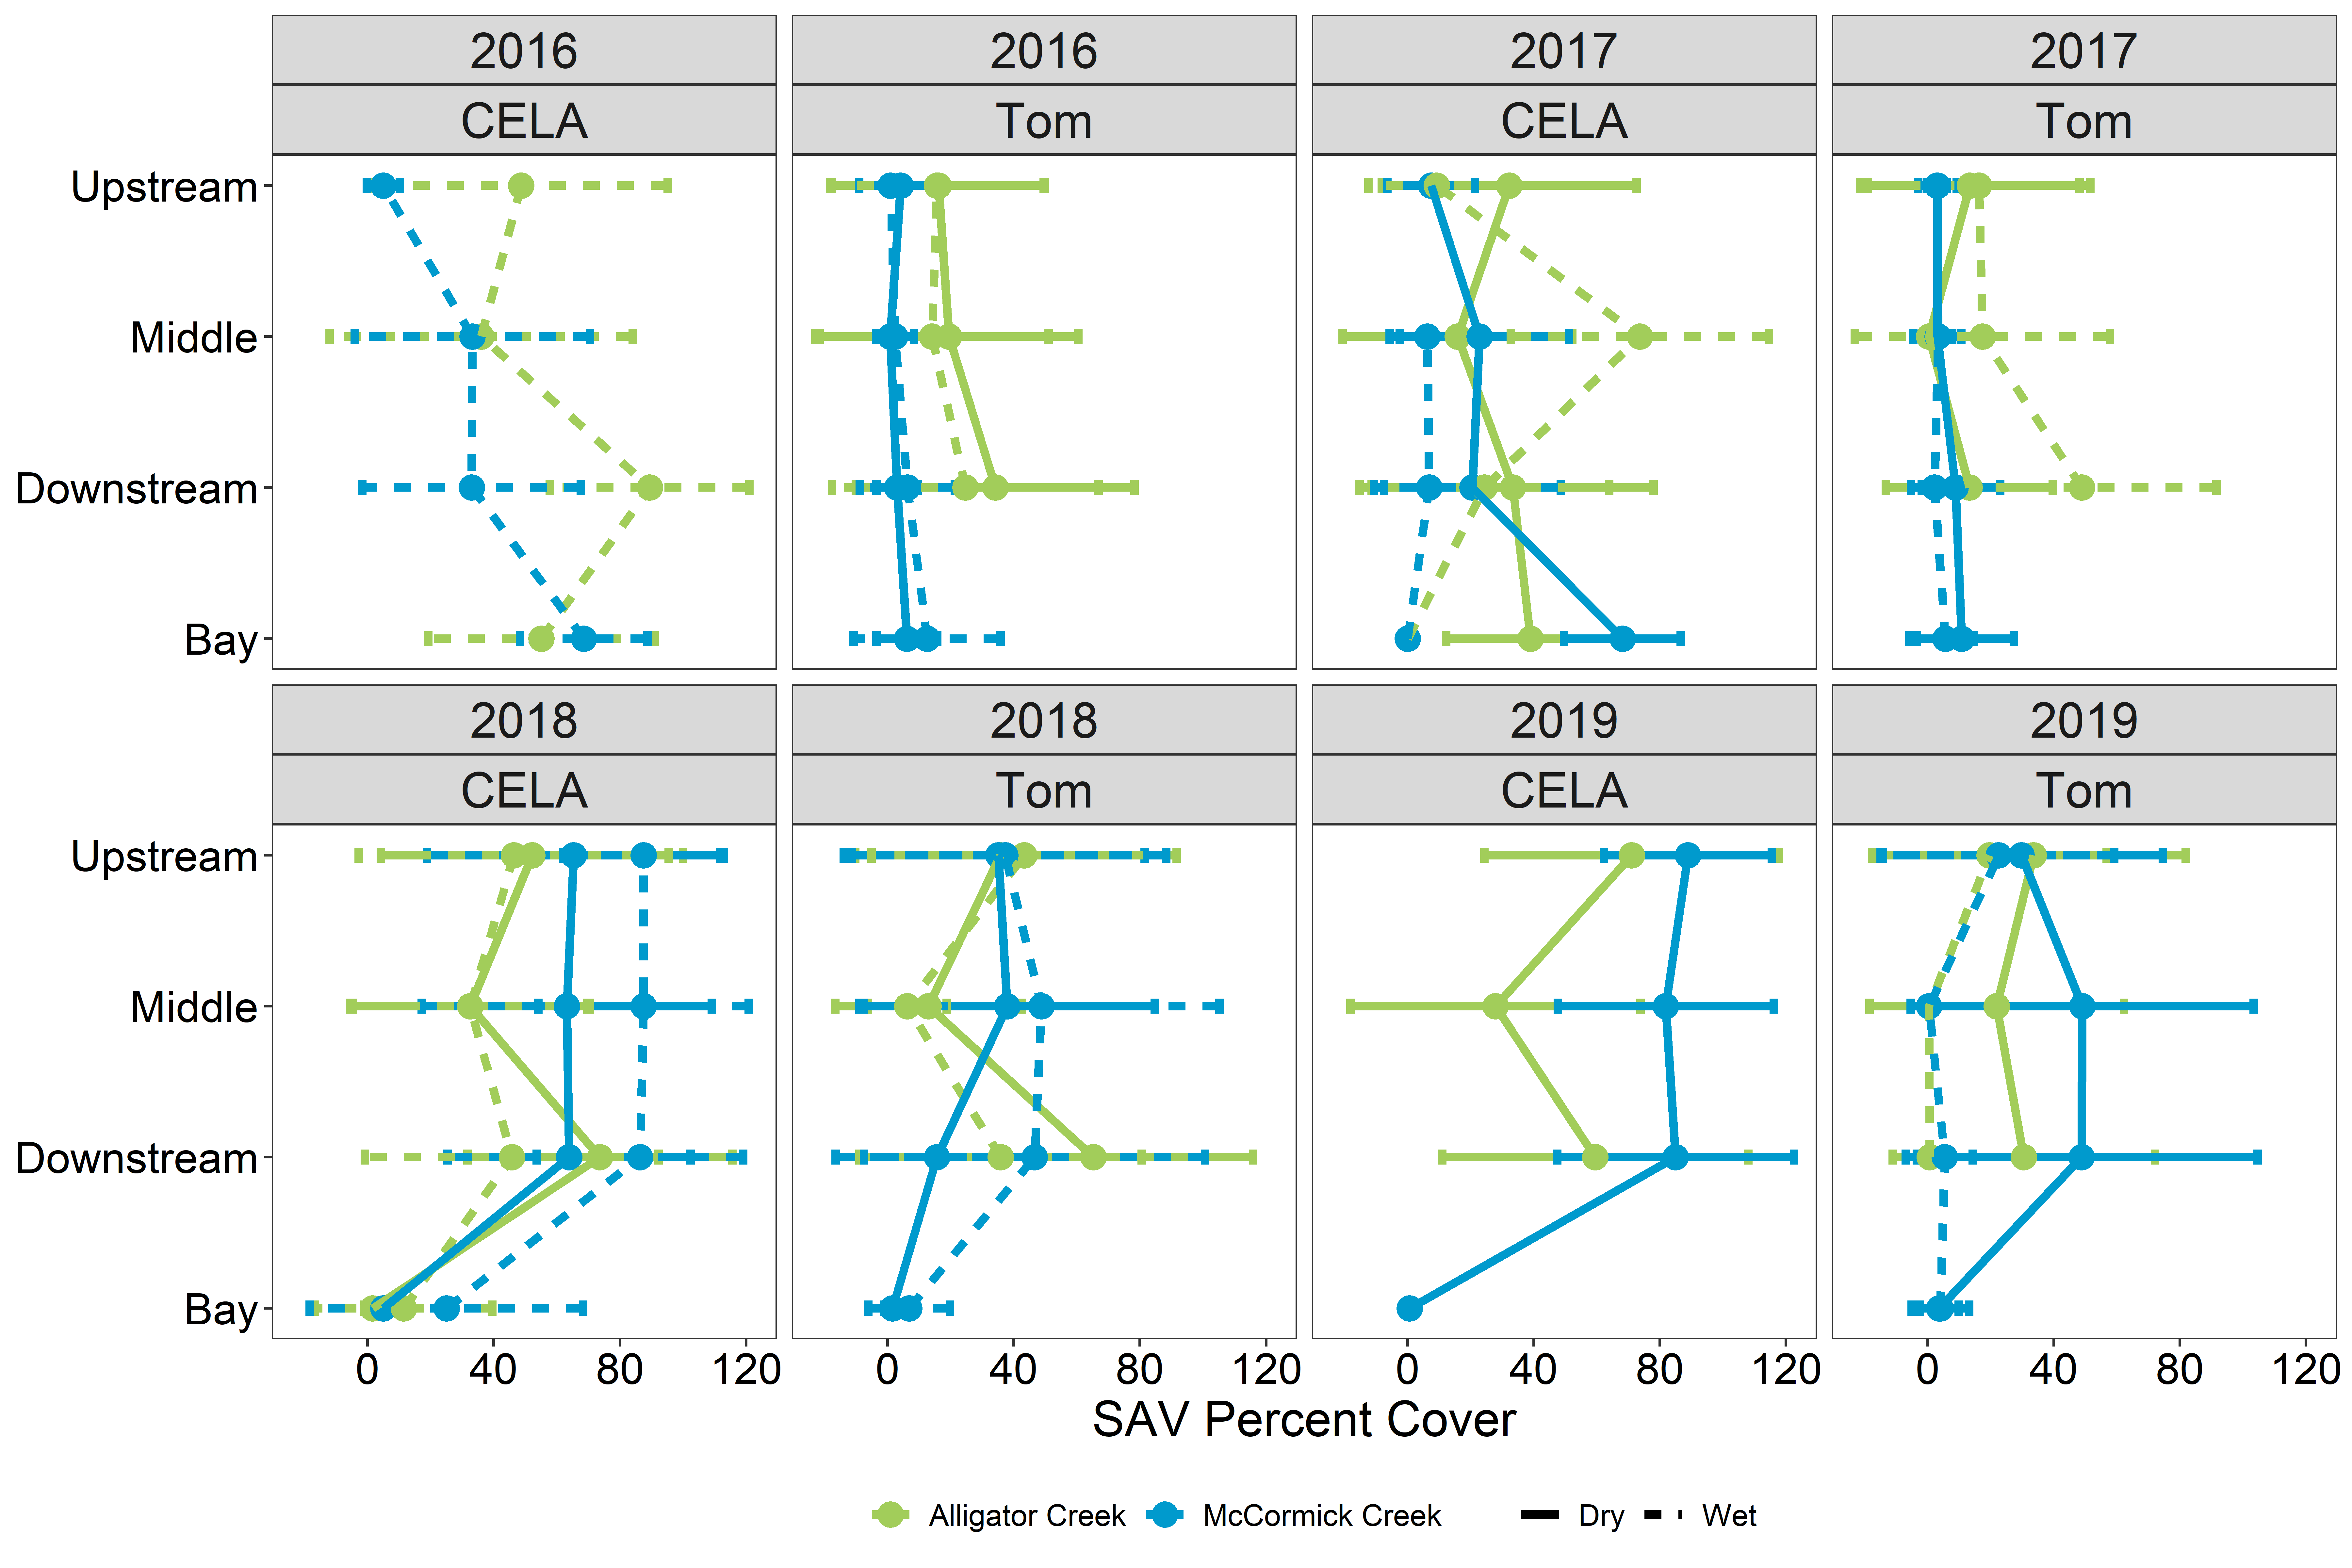 2016 2016 2017 2017
CELA Tom CELA Tom
Upstream
Middle
Downstream
Bay
2018 2018 2019 2019
CELA Tom CELA Tom
Upstream
Middle
Downstream
Bay
0 40 80 120 0 40 80 120 0 40 80 120 0 40 80 120
SAV Percent Cover
Alligator Creek McCormick Creek Dry Wet